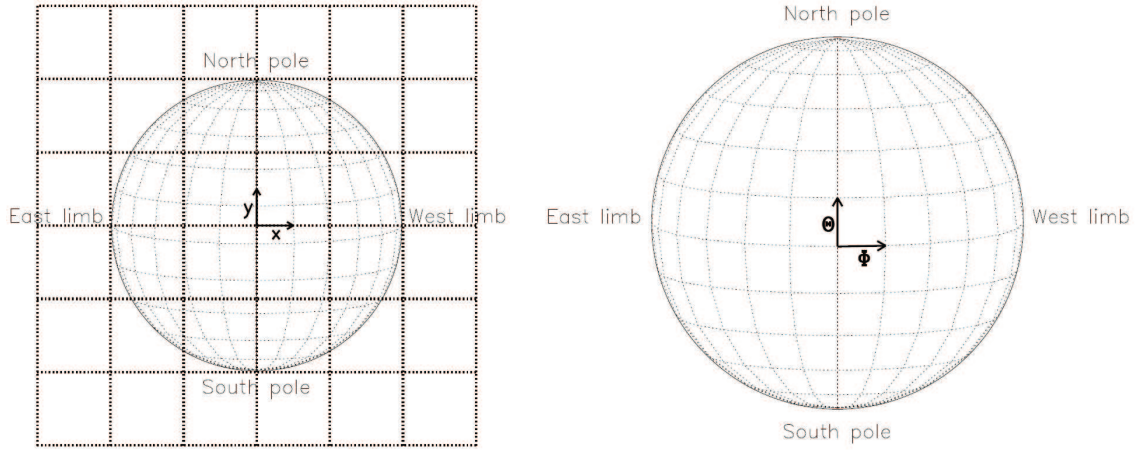 North pole
East limb
West limb
y
x
South pole
North pole
East limb
West limb
Θ
Φ
South pole